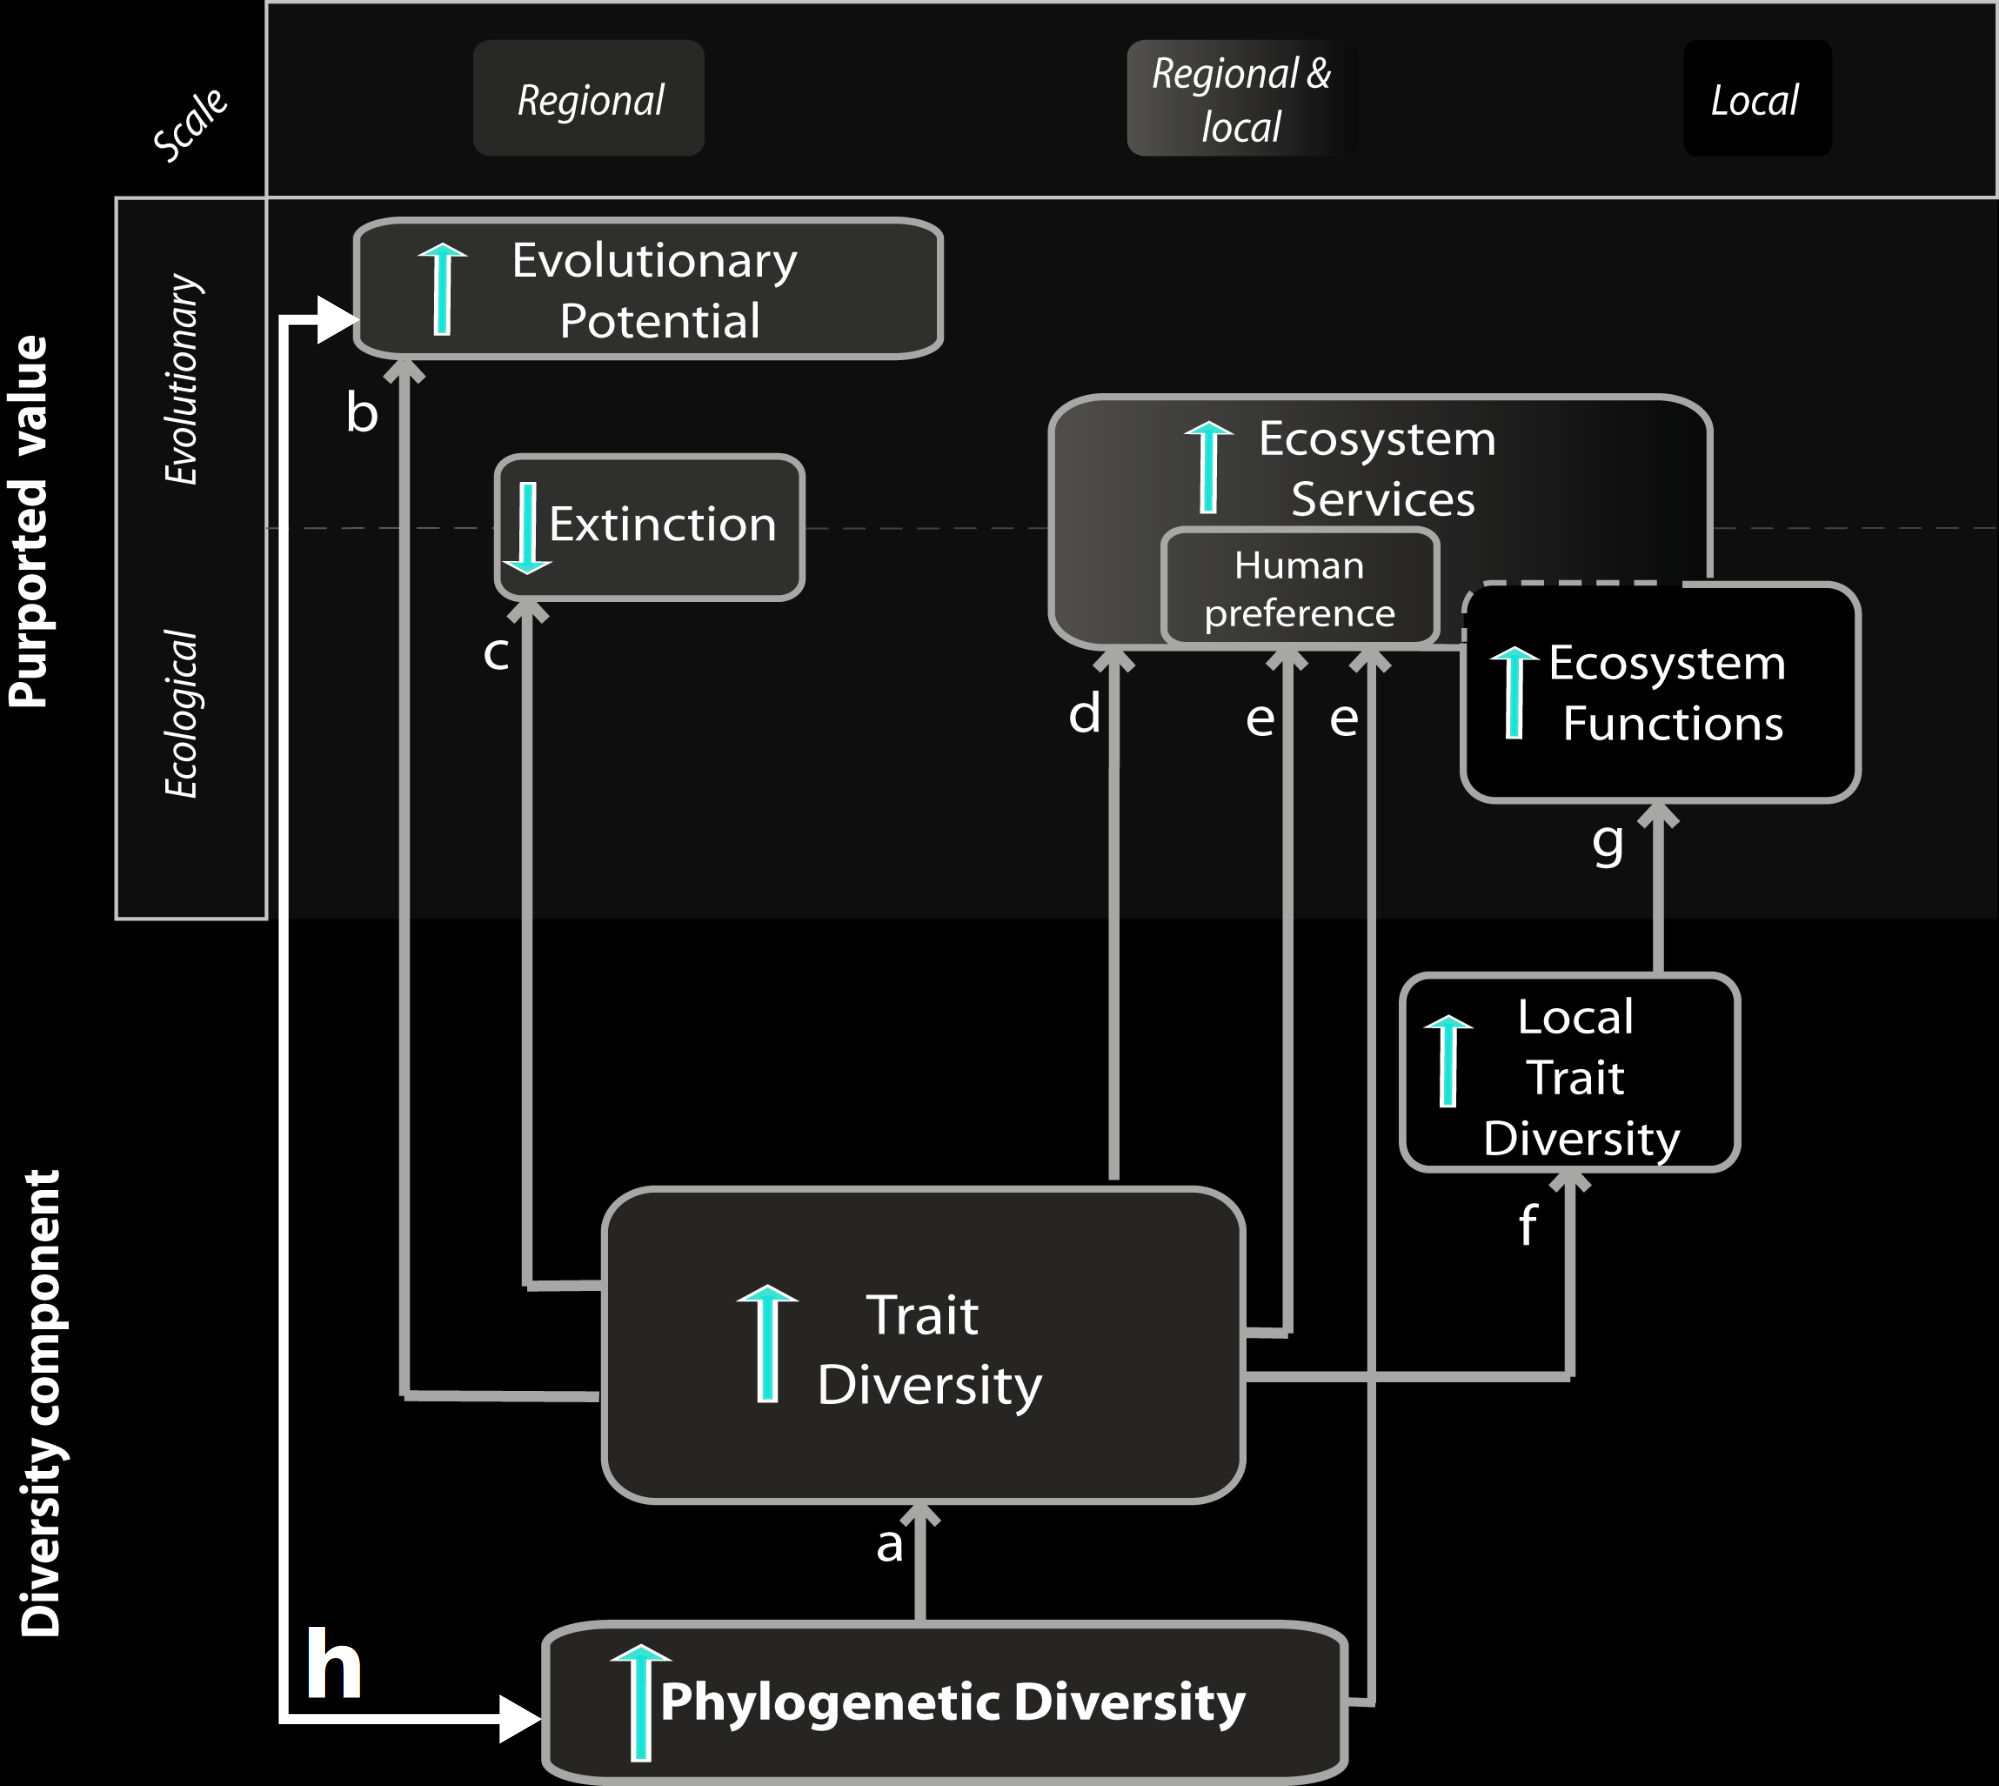 Scale
Regional
Regional &
local
Local
Purported value
Evolutionary
Ecological
Evolutionary
Potential
b
Extinction
c
Ecosystem
Services
Human
preference
d
e
e
Ecosystem
Functions
g
Local
Trait
Diversity
f
Diversity component
Trait
Diversity
a
h
Phylogenetic Diversity